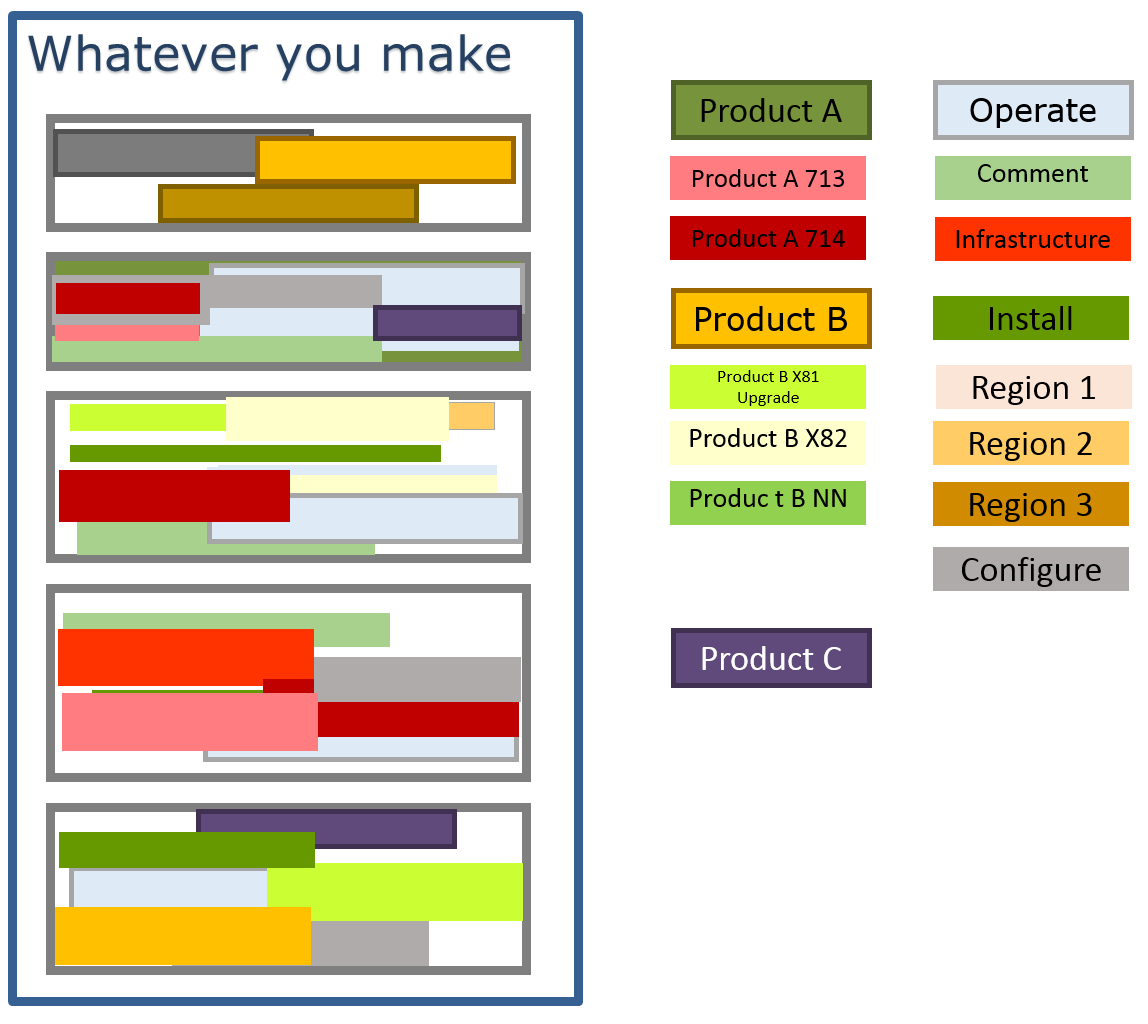 Whatever you make
Product A
Product A 713
Product A 714
Product B
Product B X81
Upgrade
Product B X82
Produc t B NN
Product C
Operate
Comment
Infrastructure
Install
Region 1
Region 2
Region 3
Configure